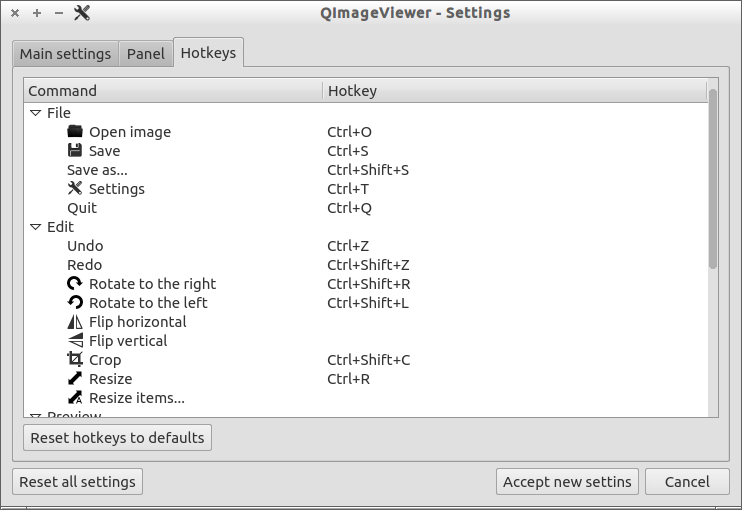 QImageViewer - Settings
Main settings Panel Hotkeys
Command Hotkey
File
Open image Ctrl+O
Save Ctrl+S
Save as... Ctrl+Shift+S
Settings Ctrl+T
Quit Ctrl+Q
Edit
Undo Ctrl+Z
Redo Ctrl+Shift+Z
Rotate to the right Ctrl+Shift+R
Rotate to the left Ctrl+Shift+L
Flip horizontal
Flip vertical
Crop Ctrl+Shift+C
Resize Ctrl+R
Resize items...
Preview
Reset hotkeys to defaults
Reset all settings Accept new settins Cancel